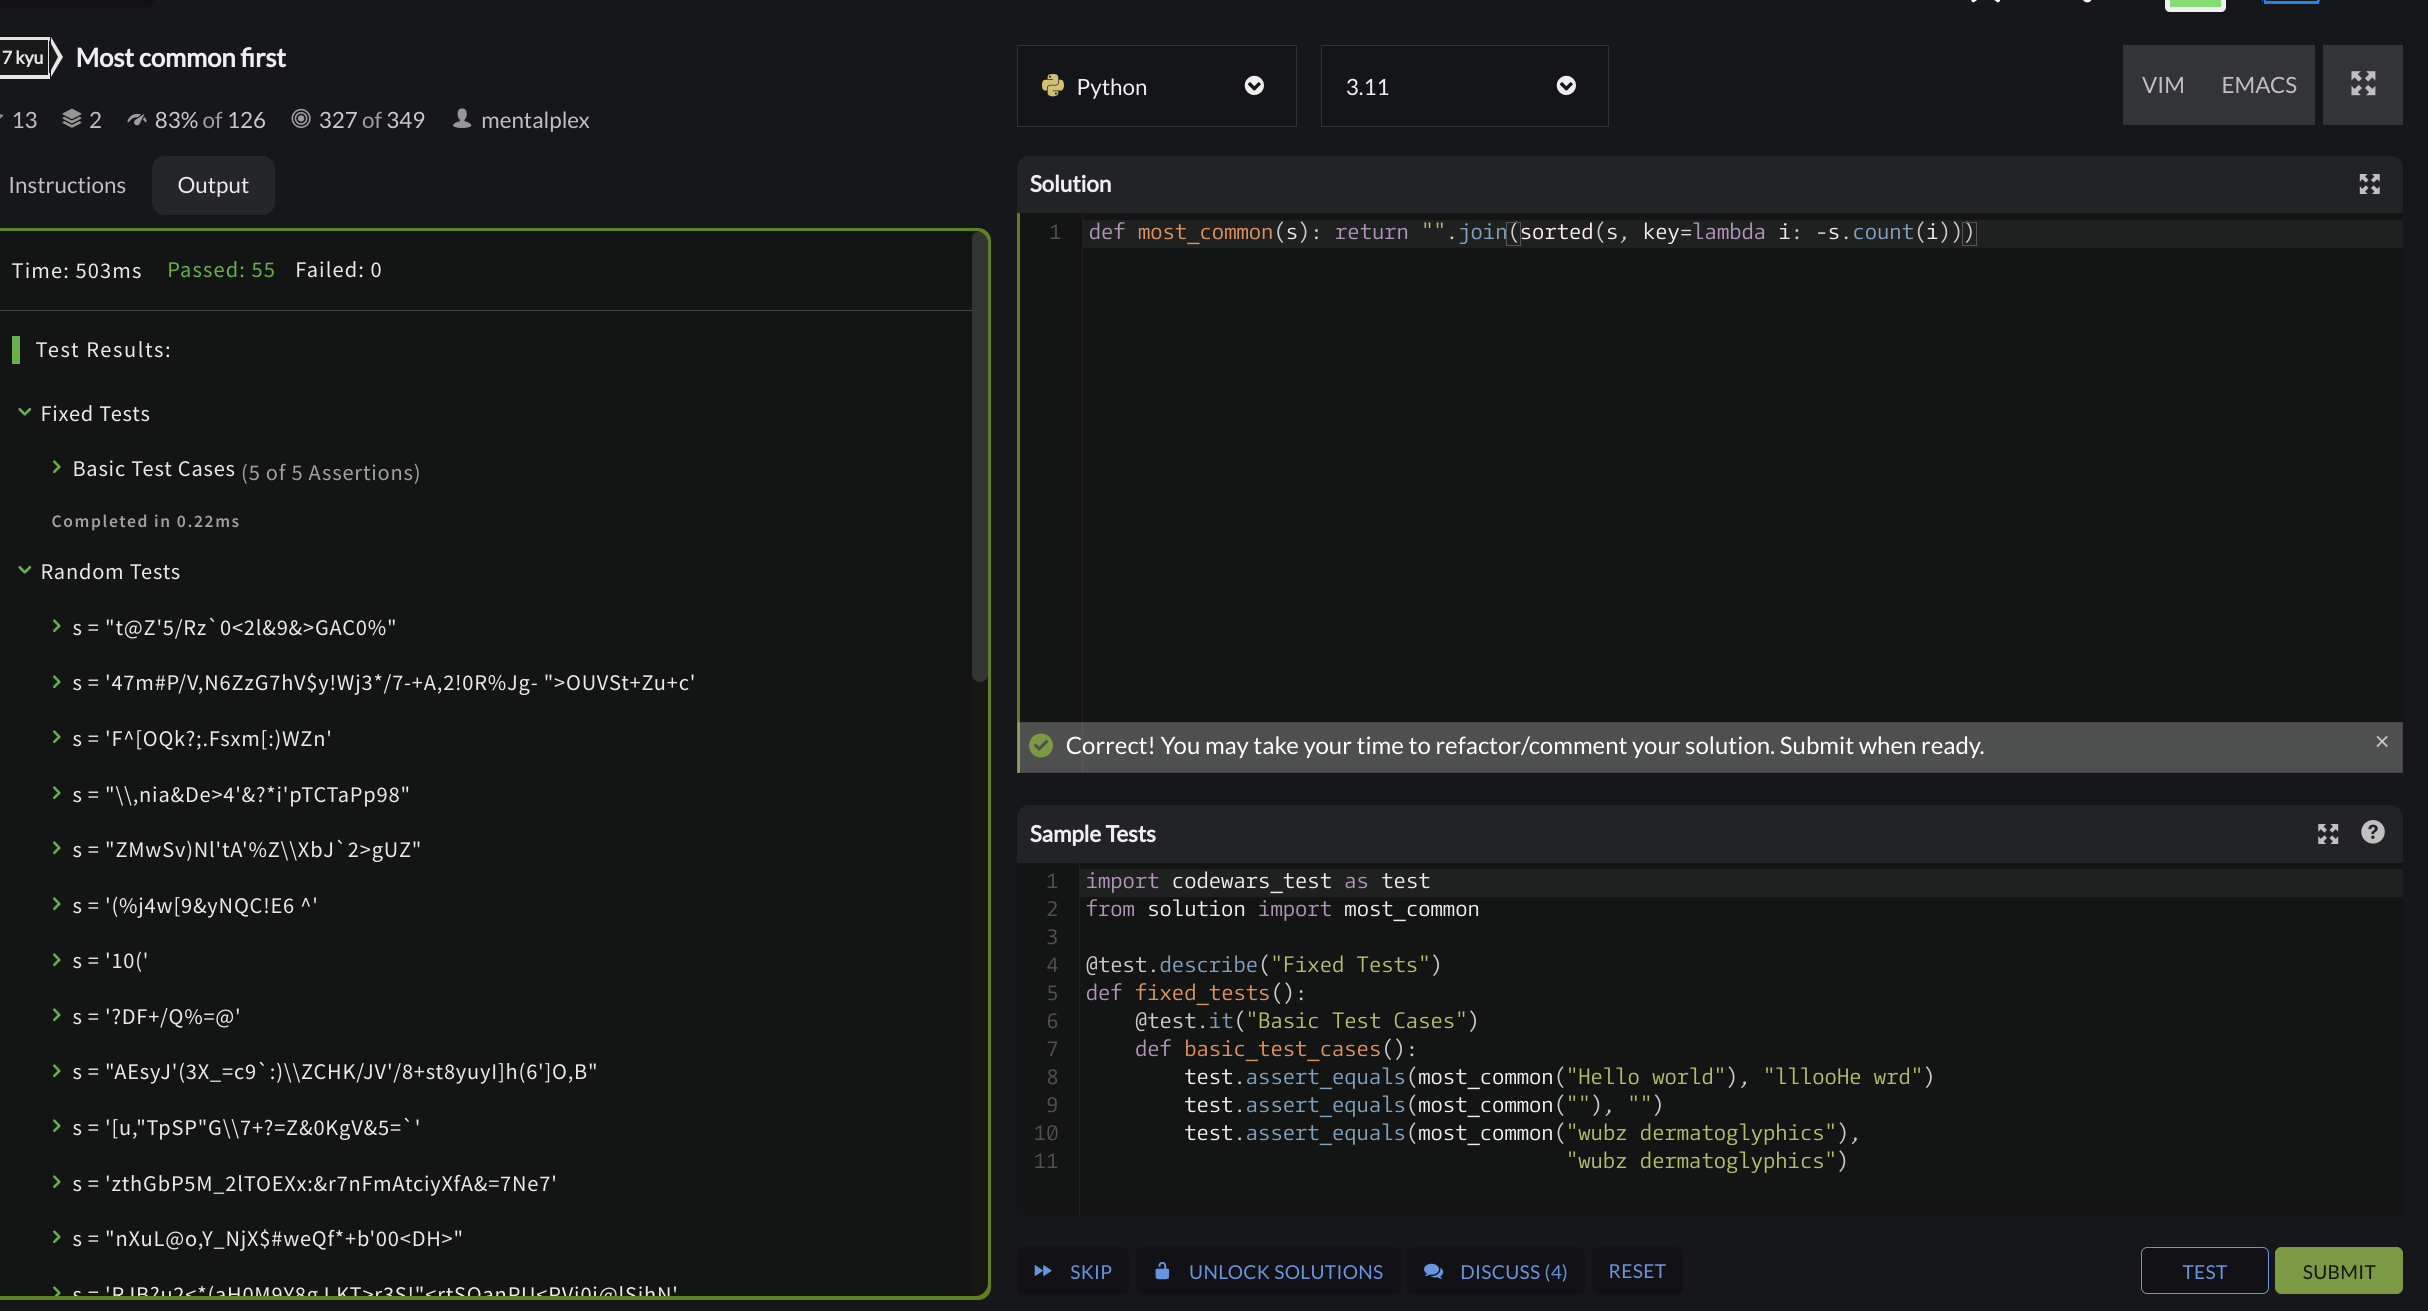 7 kyu Most common first
13 2 83% of 126 327 of 349 mentalplex
Instructions Output
Time: 503ms Passed: 55 Failed: 0
Test Results:
Fixed Tests
Basic Test Cases (5 of 5 Assertions)
Completed in 0.22ms
Random Tests
s = "t@Z'5/Rz`0<2l&9&>GAC0%"
s = '47m#P/V,N6ZzG7hV$y!Wj3*/7-+A,2!0R%Jg- ">OUVSt+Zu+c'
s = 'F^[OQk?;.Fsxm[:)WZn'
s = "\\,nia&De>4'&?*i'pTCTaPp98"
s = "ZMwSv)Nl'tA'%Z\\XbJ`2>gUZ"
s = '(%j4w[9&yNQC!E6 ^'
s = '10('
s = '?DF+/Q%=@'
s = "AEsyJ'(3X_=c9`:)\\ZCHK/JV'/8+st8yuyI]h(6']O,B"
s = '[u,"TpSP"G\\7+?=Z&0KgV&5=`'
s = 'zthGbP5M_2lTOEXx:&r7nFmAtciyXfA&=7Ne7'
s = "nXuL@o,Y_NjX$#weQf*+b'00<DH>"
Python 3.11
VIM EMACS
Solution
1 def most_common(s): return "".join(sorted(s, key=lambda i: -s.count(i)))
Correct! You may take your time to refactor/comment your solution. Submit when ready.
Sample Tests
1 import codewars_test as test
2 from solution import most_common
3
4 @test.describe("Fixed Tests")
5 def fixed_tests():
6     @test.it("Basic Test Cases")
7     def basic_test_cases():
8         test.assert_equals(most_common("Hello world"), "lllooHe wrd")
9         test.assert_equals(most_common(""), "")
10         test.assert_equals(most_common("wubz dermatoglyphics"),
11                                        "wubz dermatoglyphics")
SKIP UNLOCK SOLUTIONS DISCUSS (4) RESET TEST SUBMIT